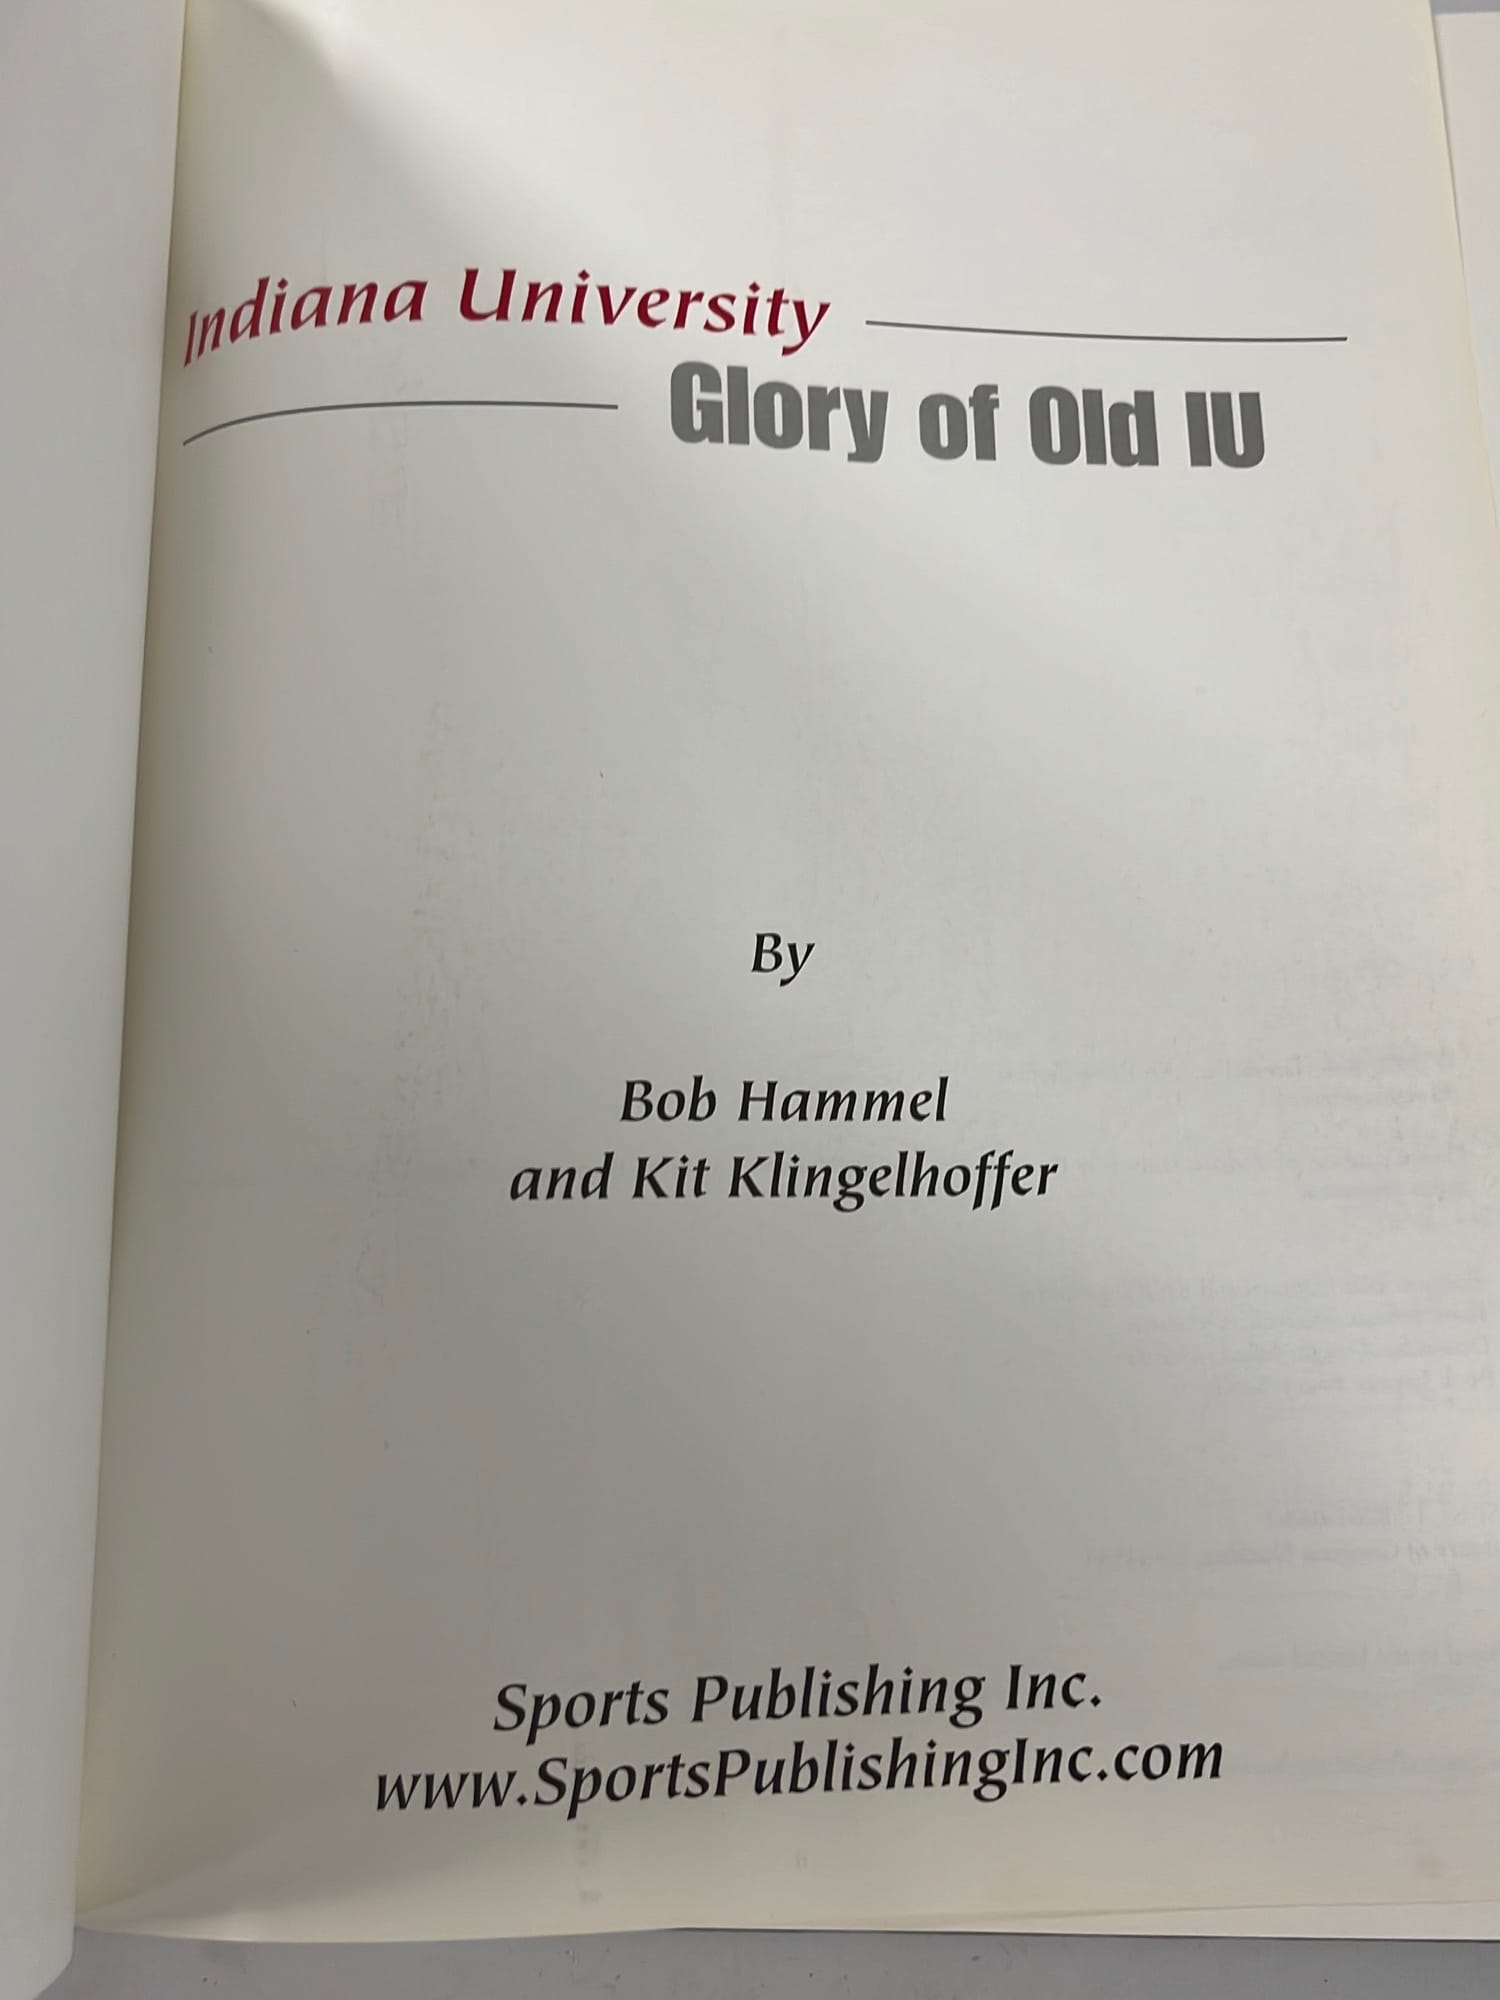 Indiana University
Glory of Old IU
By
Bob Hammel
and Kit Klingelhoffer
Sports Publishing Inc.
www.SportsPublishingInc.com